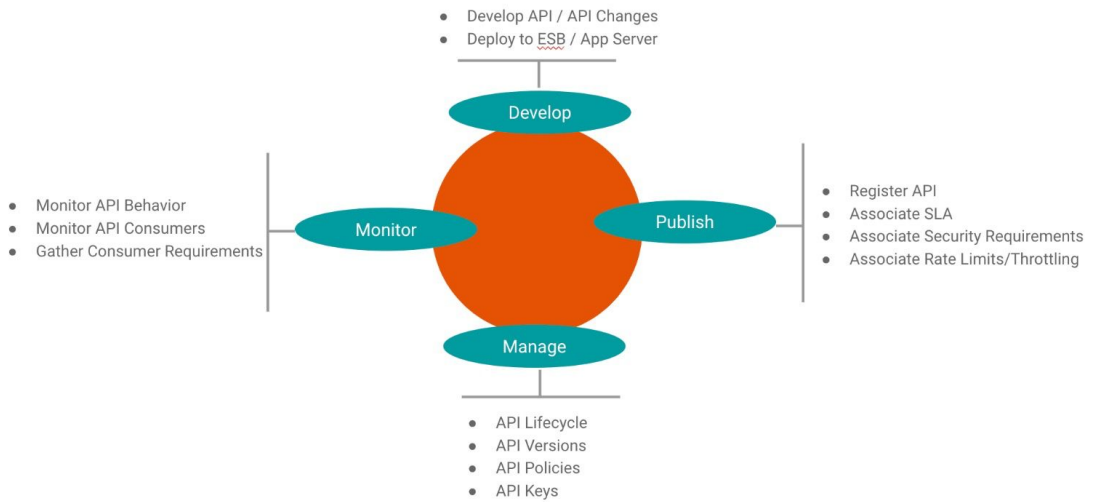 ● Develop API / API Changes
● Deploy to ESB / App Server
Develop
● Monitor API Behavior
● Monitor API Consumers
● Gather Consumer Requirements
Monitor
Publish
● Register API
● Associate SLA
● Associate Security Requirements
● Associate Rate Limits/Throttling
Manage
● API Lifecycle
● API Versions
● API Policies
● API Keys